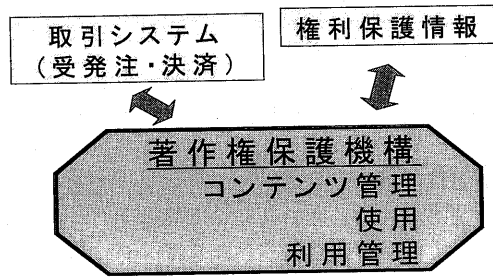 取引システム
（受発注・決済）
権利保護情報
著作権保護機構
コンテンツ管理
使用
利用管理